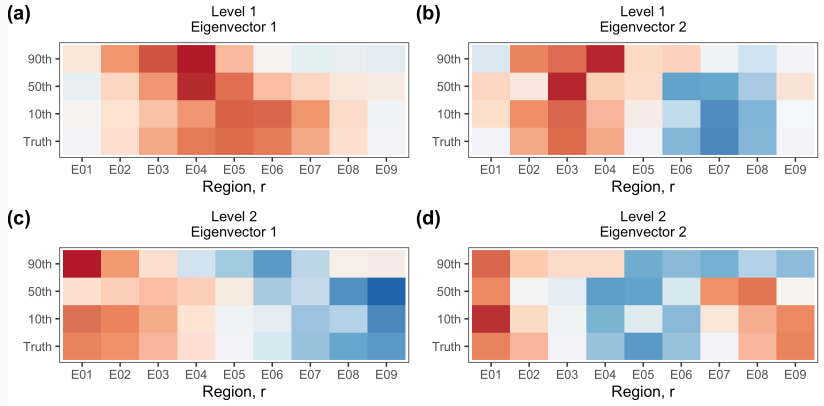 (a)
Level 1
Eigenvector 1
90th
50th
10th
Truth
E01 E02 E03 E04 E05 E06 E07 E08 E09
Region, r
(b)
Level 1
Eigenvector 2
90th
50th
10th
Truth
E01 E02 E03 E04 E05 E06 E07 E08 E09
Region, r
(c)
Level 2
Eigenvector 1
90th
50th
10th
Truth
E01 E02 E03 E04 E05 E06 E07 E08 E09
Region, r
(d)
Level 2
Eigenvector 2
90th
50th
10th
Truth
E01 E02 E03 E04 E05 E06 E07 E08 E09
Region, r